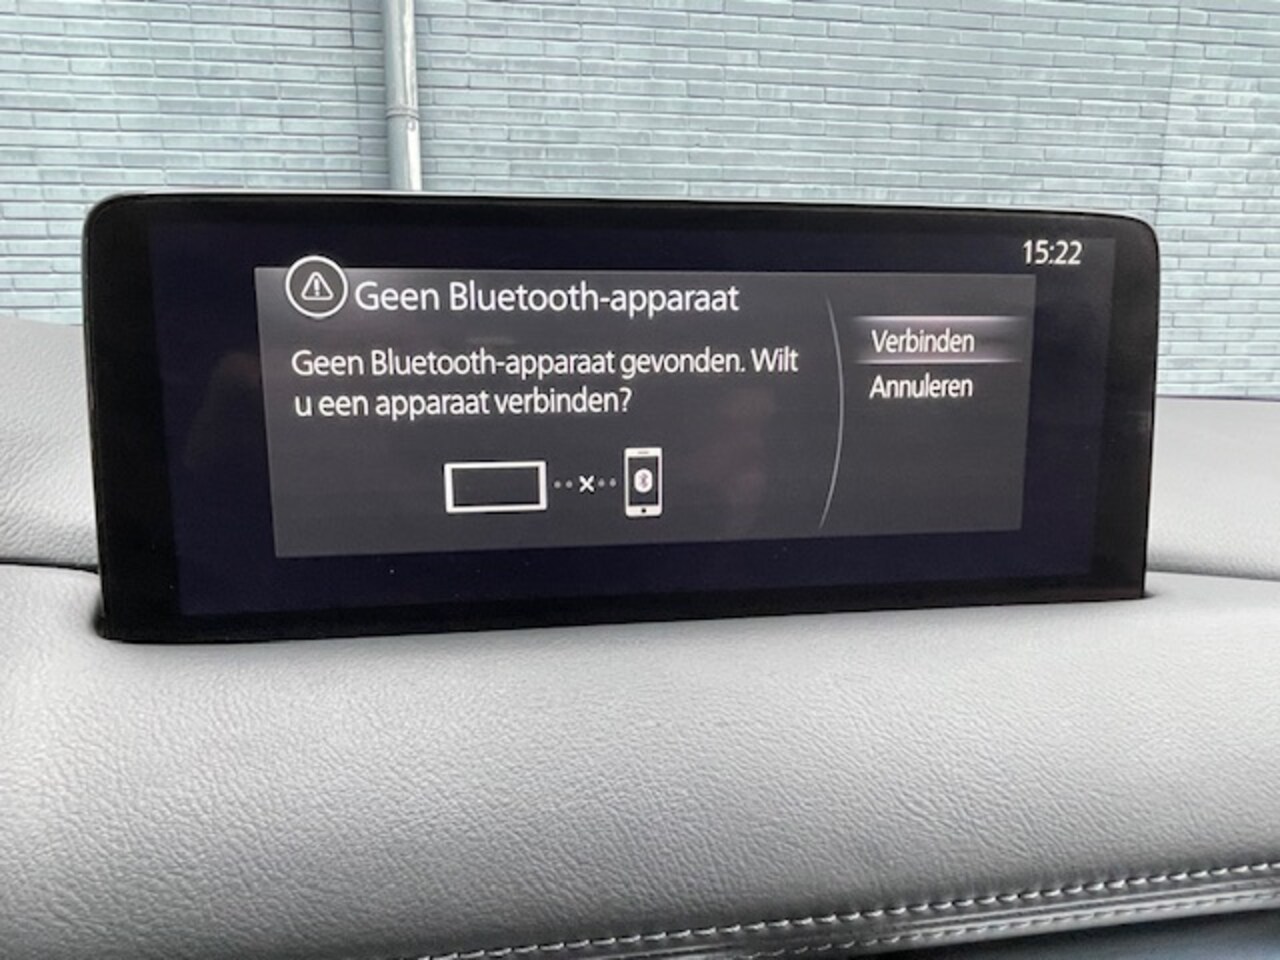 15:22
Geen Bluetooth-apparaat
Geen Bluetooth-apparaat gevonden. Wilt
u een apparaat verbinden?
Verbinden
Annuleren